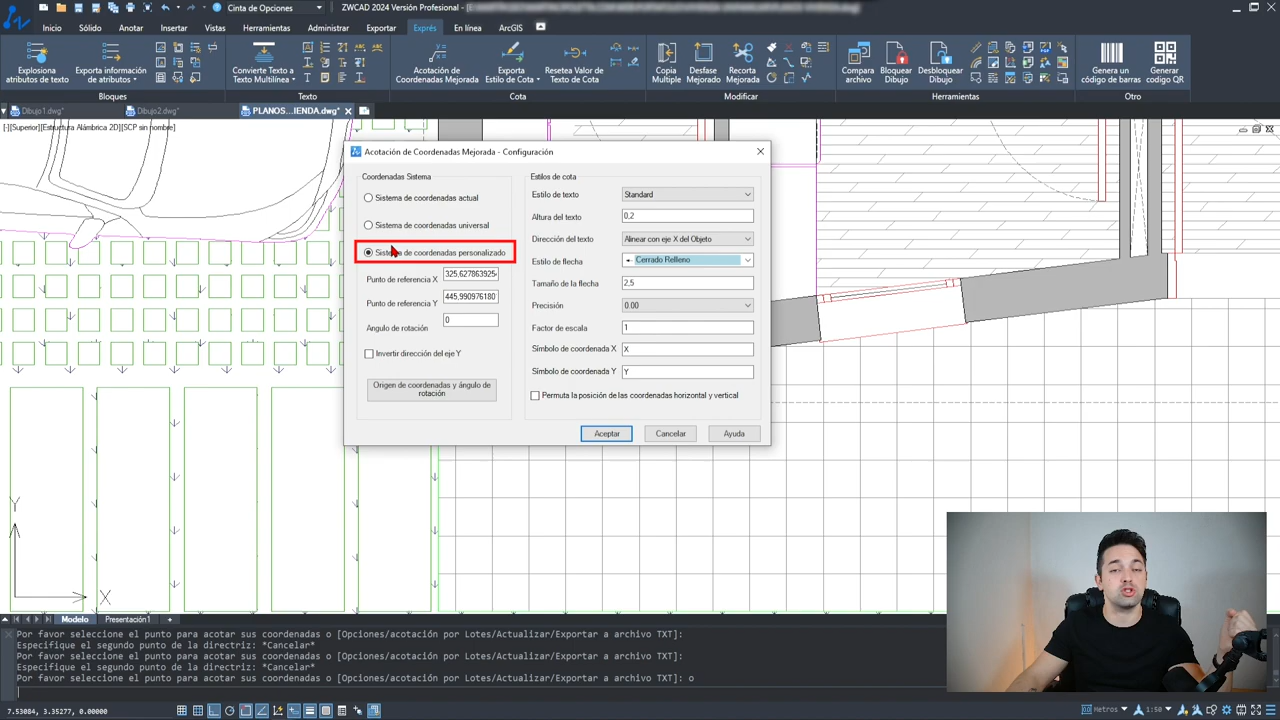 Cinta de Opciones
ZWCAD 2024 Versión Profesional
Inicio Sólido Anotar Insertar Vistas Herramientas Administrar Exportar Exprés En línea ArcGIS
Explosiona atributos de texto
Exporta información de atributos
Convierte Texto a Texto Multilínea
Acotación de Coordenadas Mejorada
Exporta Estilo de Cota
Resetea Valor de Texto de Cota
Copia Multiple
Desfase Mejorado
Recorta Mejorda
Compara archivo
Bloquear Dibujo
Desbloquear Dibujo
Genera un código de barras
Generar código QR
Bloques Texto Cota Modificar Herramientas Otro
Dibujo1.dwg* Dibujo2.dwg* PLANOS...IENDA.dwg*
[-][Superior][Estructura Alámbrica 2D][SCP sin nombre]
Acotación de Coordenadas Mejorada - Configuración
Coordenadas Sistema
Sistema de coordenadas actual
Sistema de coordenadas universal
Sistema de coordenadas personalizado
Punto de referencia X 325,627863925
Punto de referencia Y 445,990976180
Angulo de rotación 0
Invertir dirección del eje Y
Origen de coordenadas y ángulo de
rotación
Estilos de cota
Estilo de texto Standard
Altura del texto 0,2
Dirección del texto Alinear con eje X del Objeto
Estilo de flecha Cerrado Relleno
Tamaño de la flecha 2,5
Precisión 0.00
Factor de escala 1
Símbolo de coordenada X X
Símbolo de coordenada Y Y
Permuta la posición de las coordenadas horizontal y vertical
Aceptar Cancelar Ayuda
Y
X
Modelo Presentación1 +
Por favor seleccione el punto para acotar sus coordenadas o [Opciones/acotación por Lotes/Actualizar/Exportar a archivo TXT]:
Especifique el segundo punto de la directriz: *Cancelar*
Por favor seleccione el punto para acotar sus coordenadas o [Opciones/acotación por Lotes/Actualizar/Exportar a archivo TXT]:
Especifique el segundo punto de la directriz: *Cancelar*
Por favor seleccione el punto para acotar sus coordenadas o [Opciones/acotación por Lotes/Actualizar/Exportar a archivo TXT]: o
7.53084, 3.35277, 0.00000
Metros 1:50